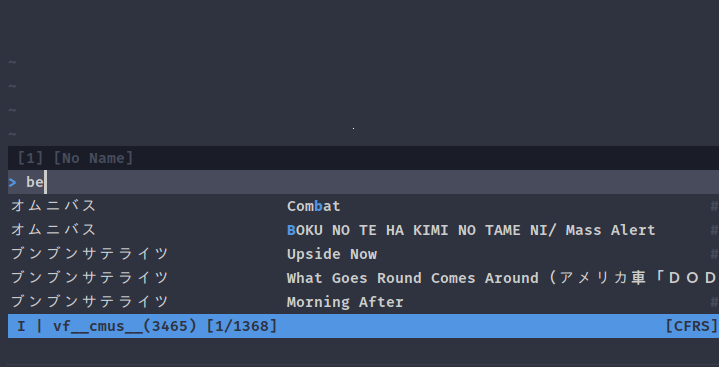 ~
~
~
~
[1] [No Name]
> be
オムニバス Combat #
オムニバス BOKU NO TE HA KIMI NO TAME NI/ Mass Alert #
ブンブンサテライツ Upside Now #
ブンブンサテライツ What Goes Round Comes Around (アメリカ車「ＤＯＤ
ブンブンサテライツ Morning After #
I | vf__cmus__(3465) [1/1368] [CFRS]